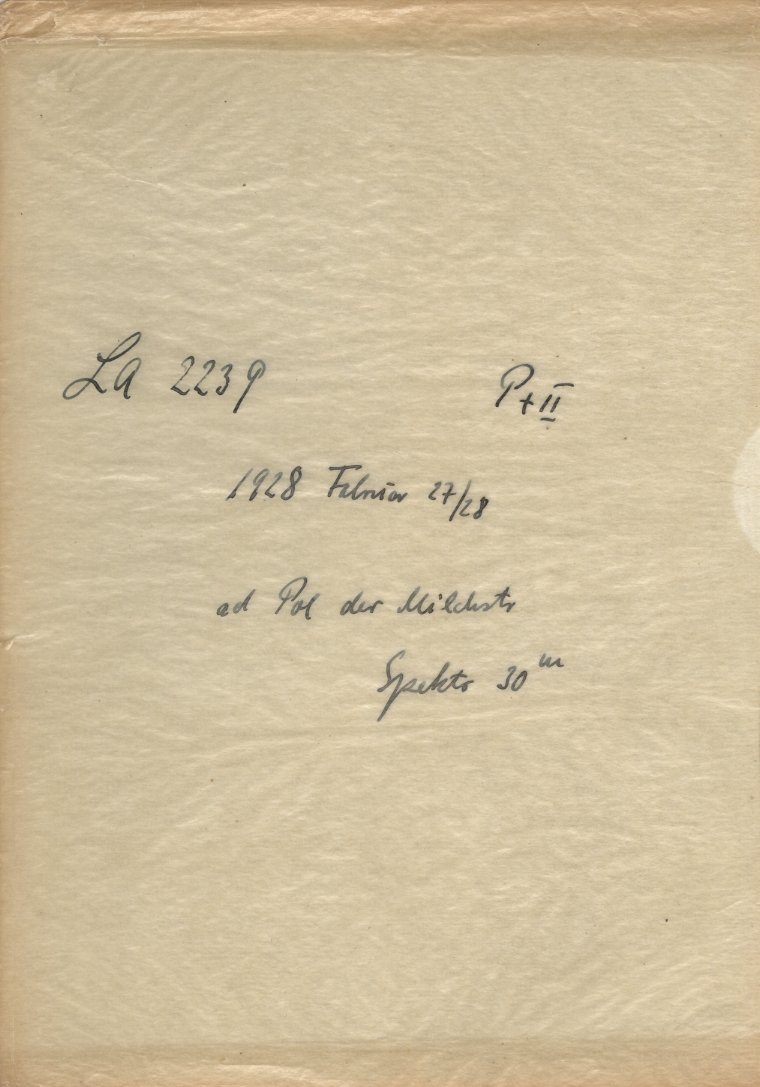 La 2239 P+II
1928 Februar 27/28
ad Pol der Milchstr
Spektr 30ᵐ